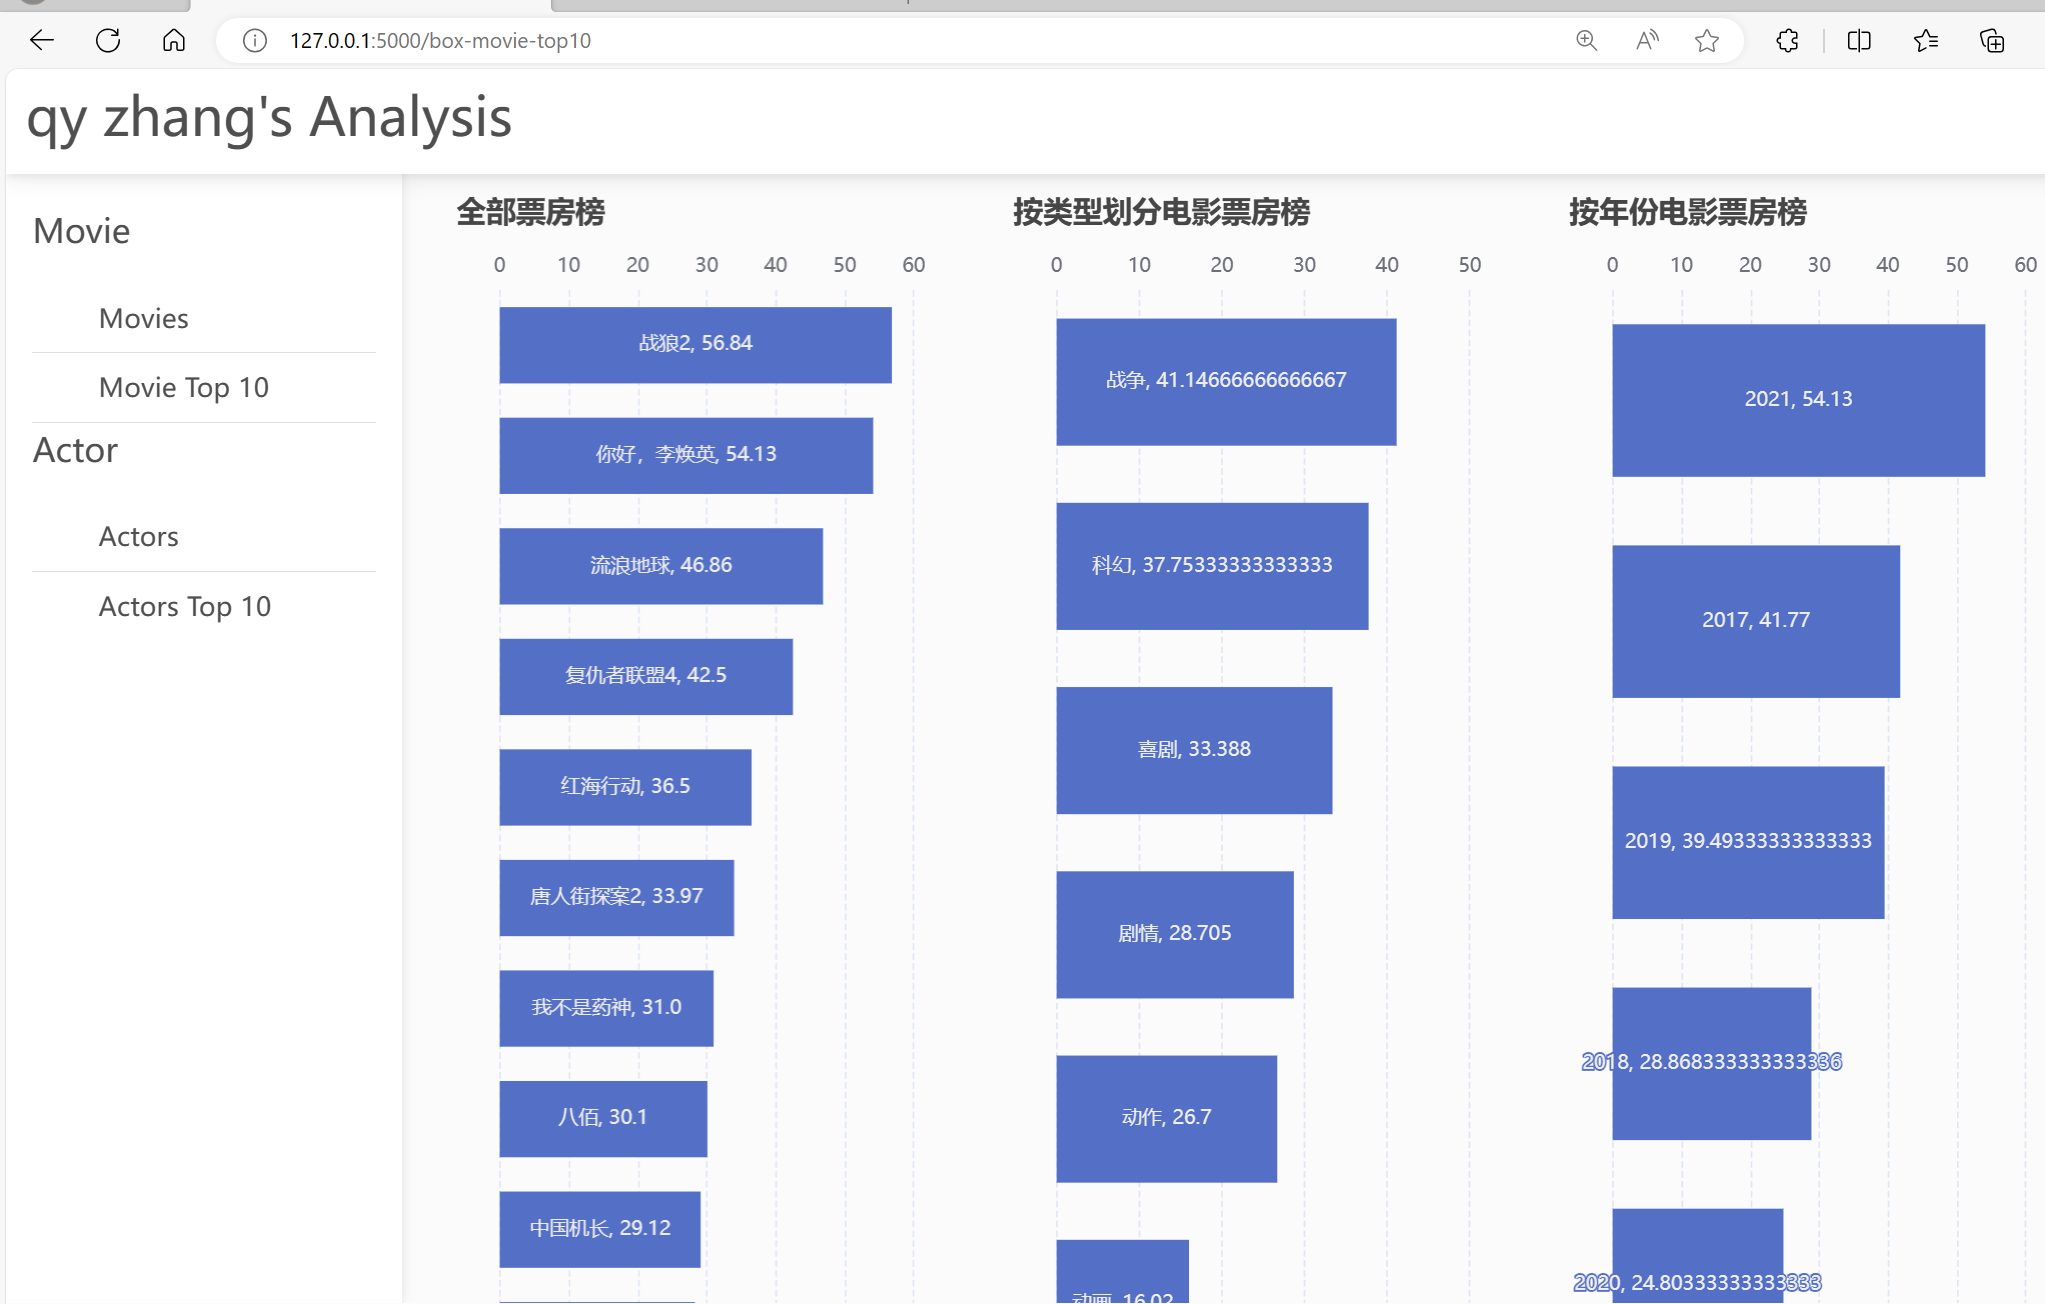 127.0.0.1:5000/box-movie-top10
qy zhang's Analysis
Movie
Movies
Movie Top 10
Actor
Actors
Actors Top 10
全部票房榜
0 10 20 30 40 50 60
战狼2, 56.84
你好，李焕英, 54.13
流浪地球, 46.86
复仇者联盟4, 42.5
红海行动, 36.5
唐人街探案2, 33.97
我不是药神, 31.0
八佰, 30.1
中国机长, 29.12
按类型划分电影票房榜
0 10 20 30 40 50
战争, 41.14666666666667
科幻, 37.75333333333333
喜剧, 33.388
剧情, 28.705
动作, 26.7
动画, 16.02
按年份电影票房榜
0 10 20 30 40 50 60
2021, 54.13
2017, 41.77
2019, 39.49333333333333
2018, 28.868333333333336
2020, 24.80333333333333